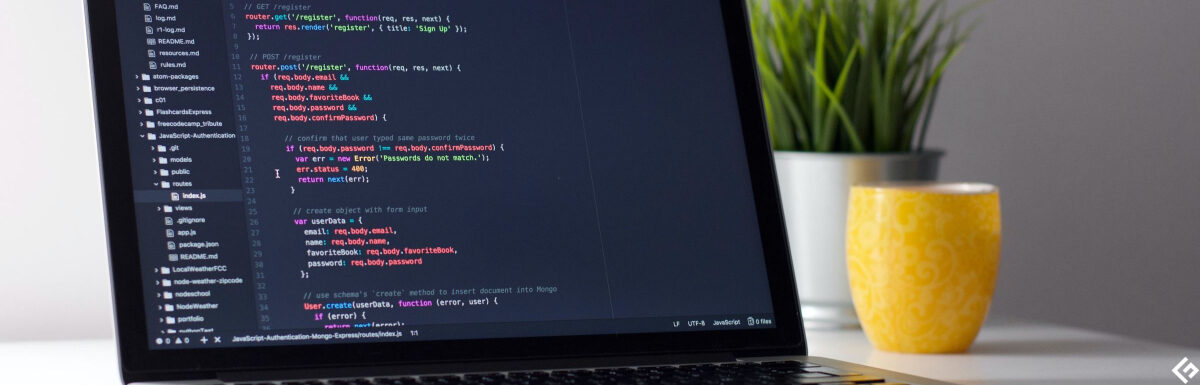 FAQ.md
log.md
r1-log.md
README.md
resources.md
rules.md
atom-packages
browser_persistence
c01
FlashcardsExpress
freecodecamp_tribute
JavaScript-Authentication
.git
models
public
routes
index.js
views
.gitignore
app.js
package.json
README.md
LocalWeatherFCC
node-weather-zipcode
nodeschool
NodeWeather
portfolio
pythonTest
5 // GET /register
6 router.get('/register', function(req, res, next) {
7 return res.render('register', { title: 'Sign Up' });
8 });
9
10 // POST /register
11 router.post('/register', function(req, res, next) {
12 if (req.body.email &&
13 req.body.name &&
14 req.body.favoriteBook &&
15 req.body.password &&
16 req.body.confirmPassword) {
17
18 // confirm that user typed same password twice
19 if (req.body.password !== req.body.confirmPassword) {
20 var err = new Error('Passwords do not match.');
21 err.status = 400;
22 return next(err);
23 }
24
25 // create object with form input
26 var userData = {
27 email: req.body.email,
28 name: req.body.name,
29 favoriteBook: req.body.favoriteBook,
30 password: req.body.password
31 };
32
33 // use schema's `create` method to insert document into Mongo
34 User.create(userData, function (error, user) {
35 if (error) {
36 return next(error);
0 0 + × JavaScript-Authentication-Mongo-Express/routes/index.js 1:1 LF UTF-8 JavaScript 0 files